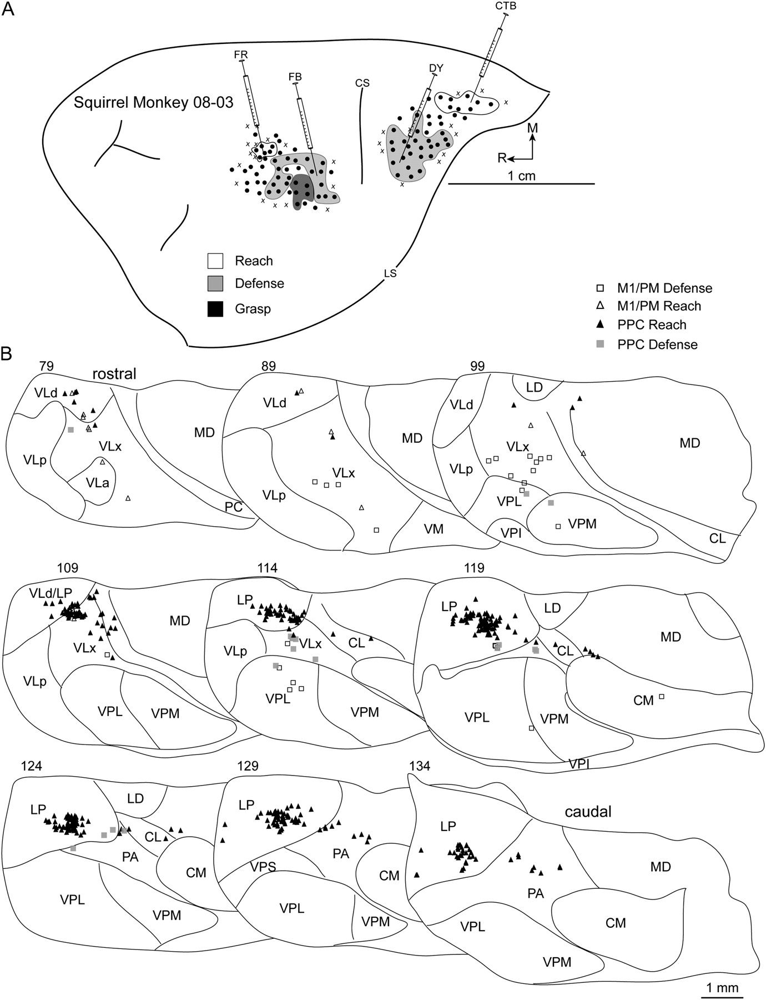 A
CTB
FR
DY
FB
CS
Squirrel Monkey 08-03
M
R
1 cm
Reach
Defense
Grasp
LS
M1/PM Defense
M1/PM Reach
PPC Reach
PPC Defense
B
79
rostral
89
99
VLd
VLp
VLx
VLa
MD
PC
VLd
VLp
VLx
MD
VM
VLd
LD
VLx
VLp
VPL
VPI
VPM
MD
CL
109
114
119
VLd/LP
MD
VLx
VLp
VPL
VPM
LP
VLp
VLx
CL
VPL
VPM
LP
LD
CL
MD
CM
VPL
VPM
VPI
124
129
134
caudal
LP
LD
CL
PA
CM
VPL
VPM
LP
PA
VPS
CM
VPL
VPM
LP
MD
PA
CM
VPL
VPM
1 mm